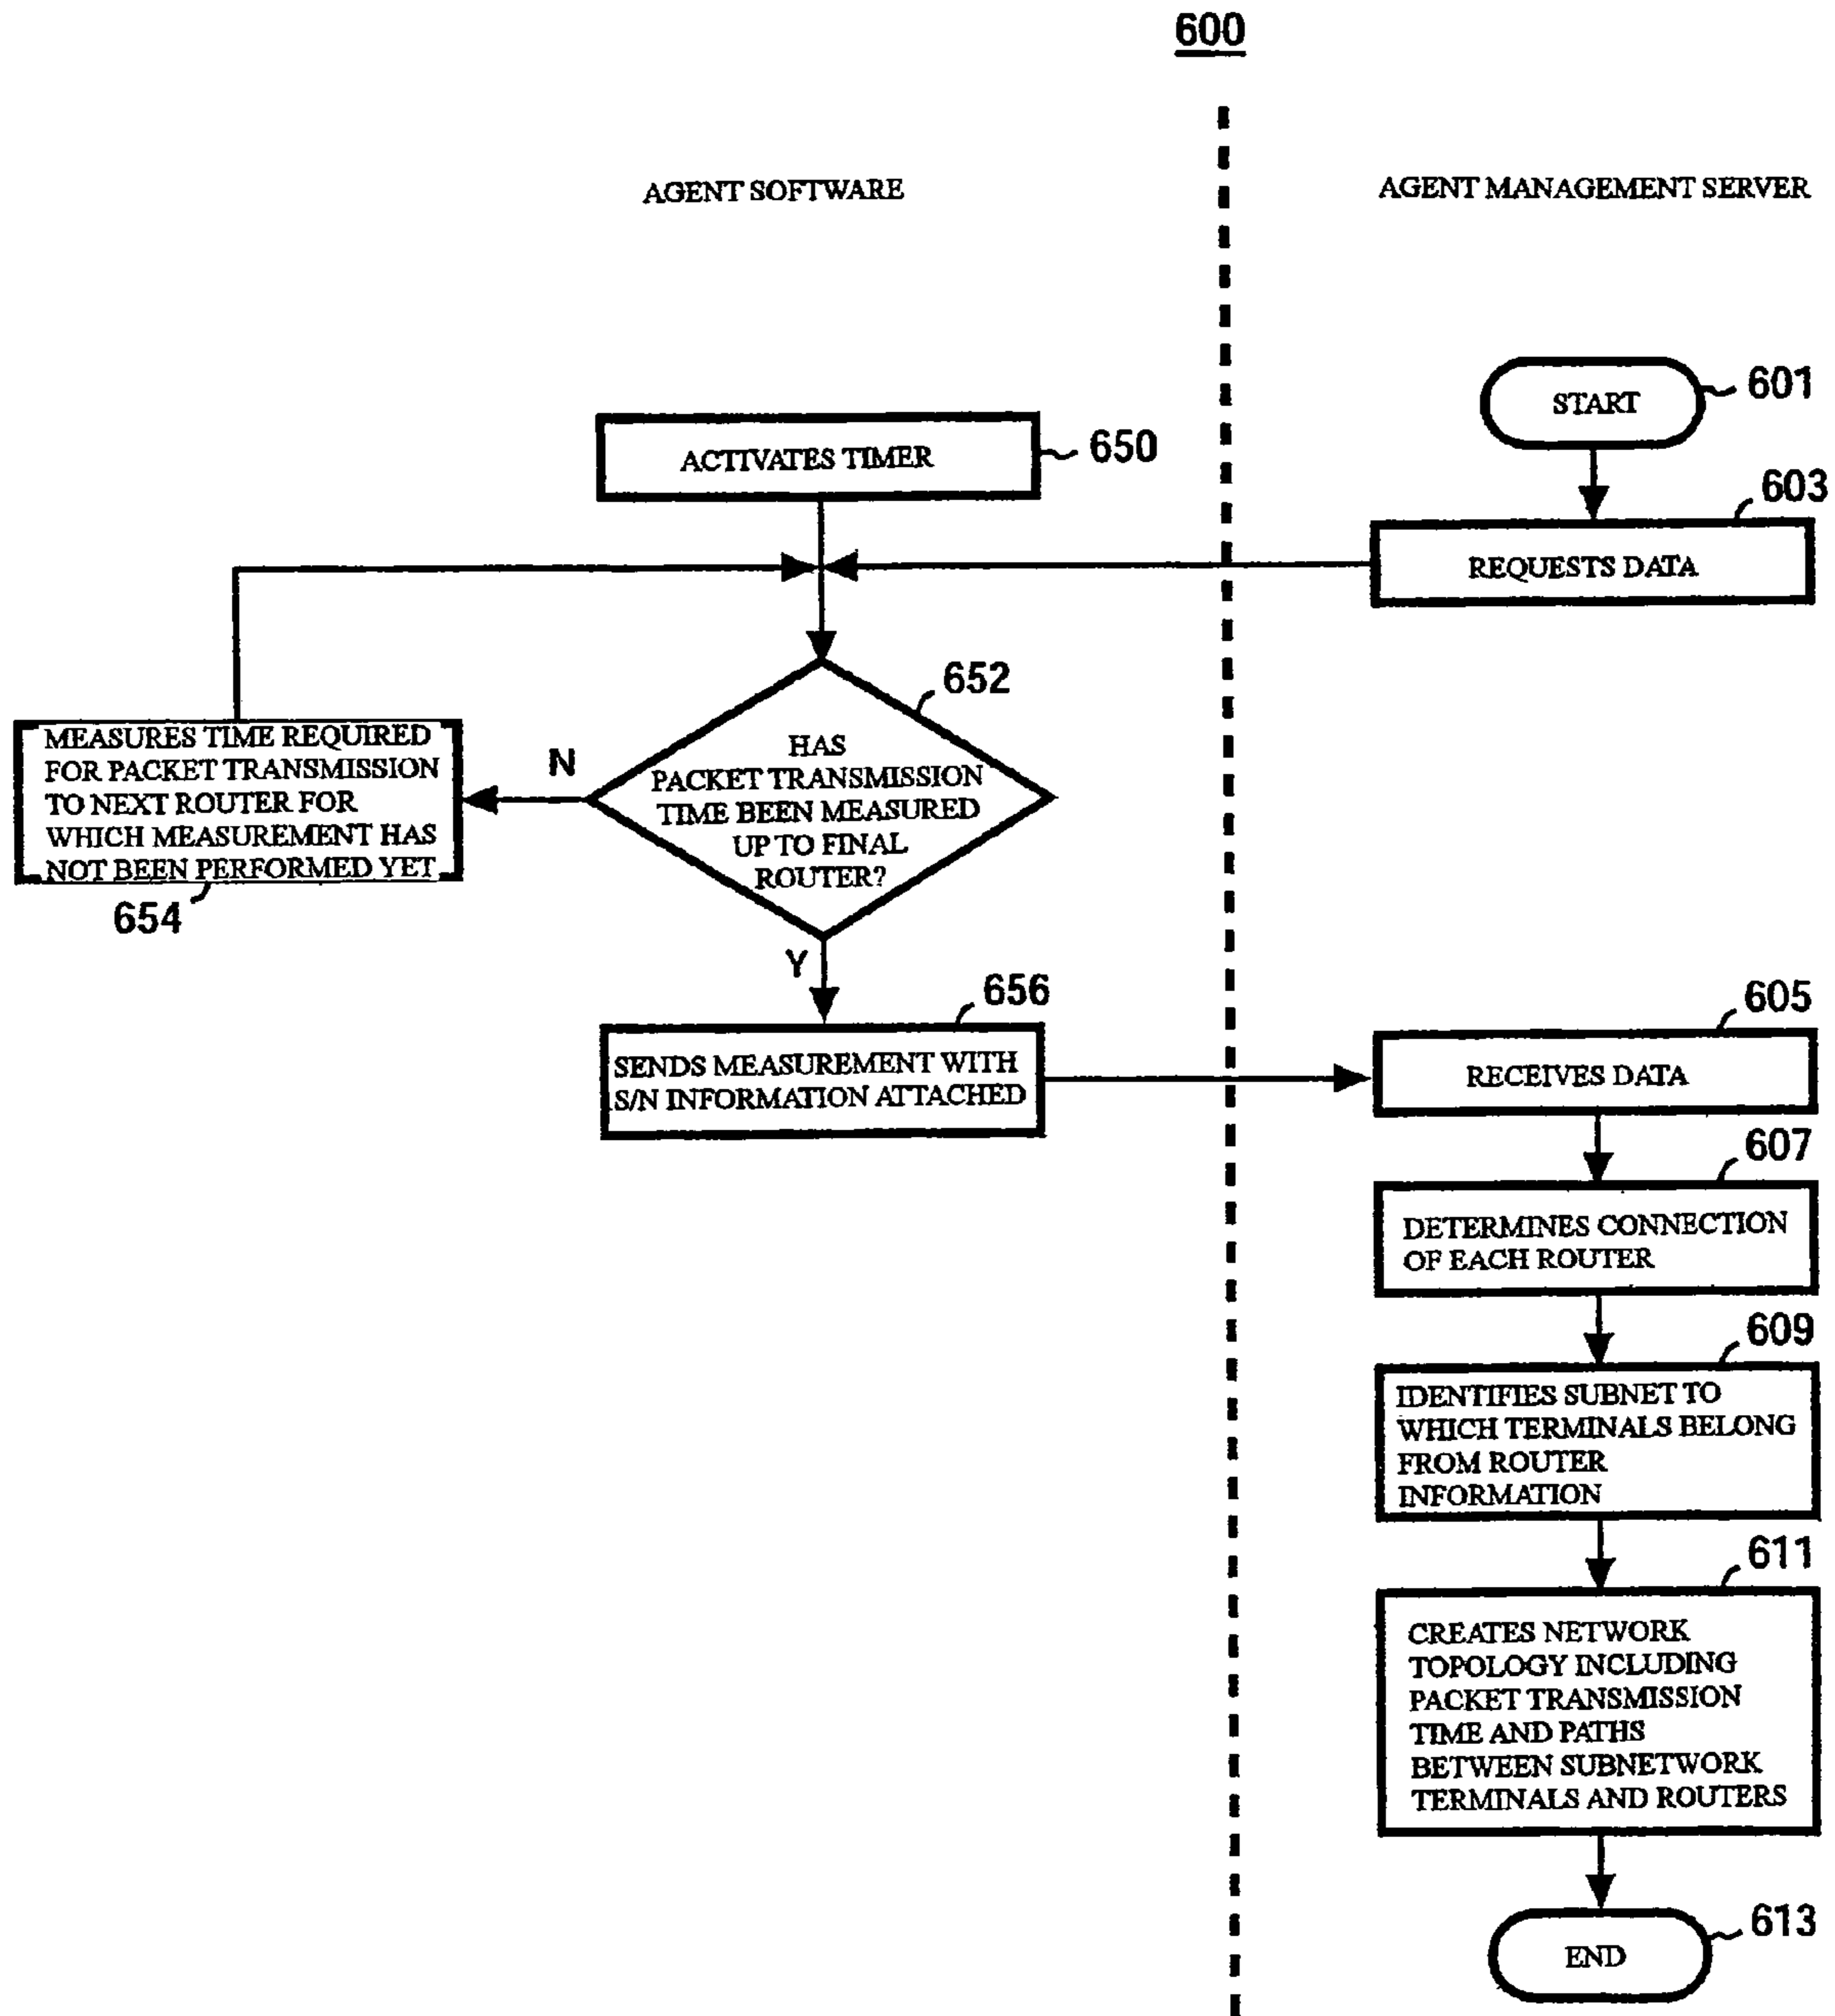 600
AGENT SOFTWARE
AGENT MANAGEMENT SERVER
START
601
ACTIVATES TIMER
650
603
REQUESTS DATA
652
HAS
PACKET TRANSMISSION
TIME BEEN MEASURED
UP TO FINAL
ROUTER?
N
MEASURES TIME REQUIRED
FOR PACKET TRANSMISSION
TO NEXT ROUTER FOR
WHICH MEASUREMENT HAS
NOT BEEN PERFORMED YET
654
Y
656
SENDS MEASUREMENT WITH
S/N INFORMATION ATTACHED
605
RECEIVES DATA
607
DETERMINES CONNECTION
OF EACH ROUTER
609
IDENTIFIES SUBNET TO
WHICH TERMINALS BELONG
FROM ROUTER
INFORMATION
611
CREATES NETWORK
TOPOLOGY INCLUDING
PACKET TRANSMISSION
TIME AND PATHS
BETWEEN SUBNETWORK
TERMINALS AND ROUTERS
END
613